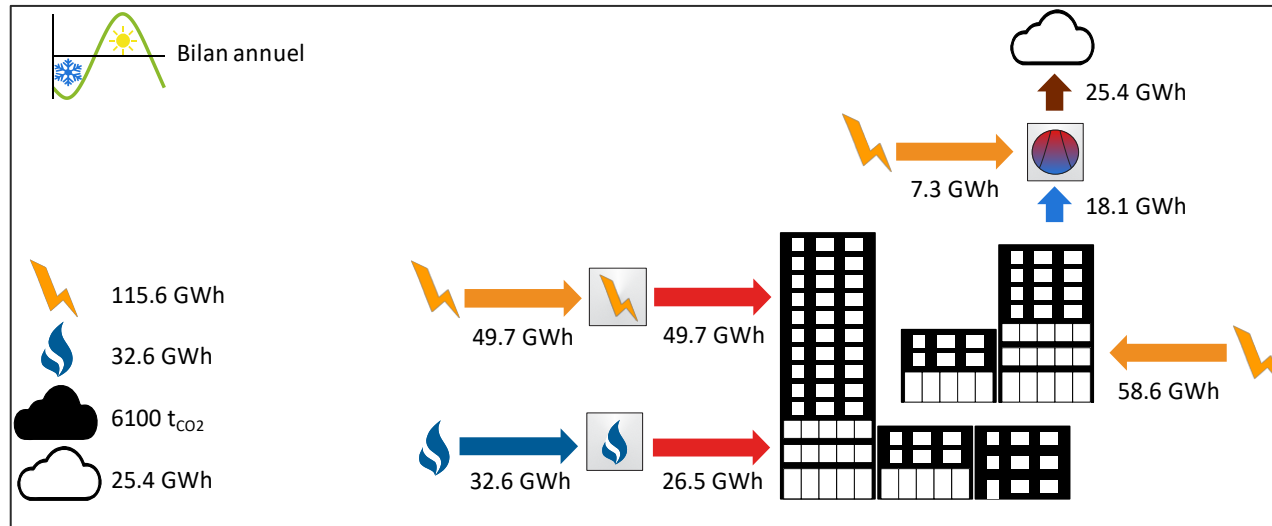 Bilan annuel
25.4 GWh
7.3 GWh
18.1 GWh
115.6 GWh
49.7 GWh
49.7 GWh
32.6 GWh
58.6 GWh
6100 tCO2
32.6 GWh
26.5 GWh
25.4 GWh